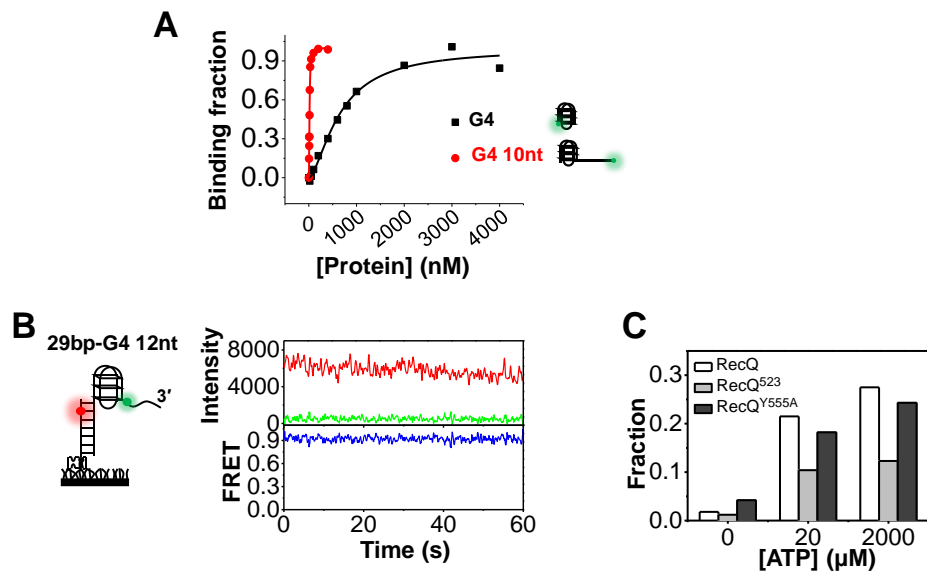 A
Binding fraction
0.9
0.6
0.3
0.0
G4
G4 10nt
0
1000
2000
3000
4000
[Protein] (nM)
B
29bp-G4 12nt
3′
Intensity
8000
4000
0
FRET
0.9
0.6
0.3
0.0
0
20
40
60
Time (s)
C
Fraction
0.3
0.2
0.1
0.0
RecQ
RecQ523
RecQY555A
0
20
2000
[ATP] (µM)